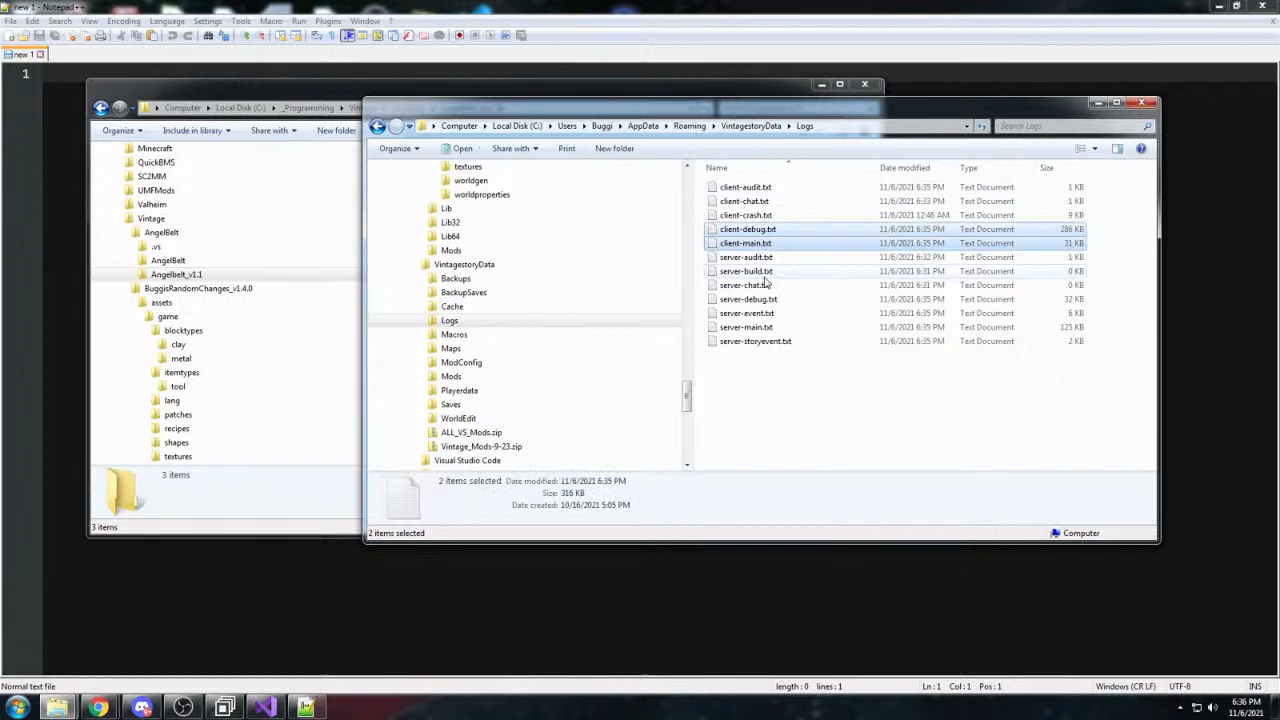 new 1 - Notepad++
File Edit Search View Encoding Language Settings Tools Macro Run Plugins Window ?
new 1
1
Computer Local Disk (C:) _Programming
Organize Include in library Share with New folder
Minecraft
QuickBMS
SC2MM
UMFMods
Valheim
Vintage
AngelBelt
.vs
AngelBelt
Angelbelt_v1.1
BuggisRandomChanges_v1.4.0
assets
game
blocktypes
clay
metal
itemtypes
tool
lang
patches
recipes
shapes
textures
3 items
3 items
Computer Local Disk (C:) Users Buggi AppData Roaming VintagestoryData Logs
Search Logs
Organize Open Share with Print New folder
textures
worldgen
worldproperties
Lib
Lib32
Lib64
Mods
VintagestoryData
Backups
BackupSaves
Cache
Logs
Macros
Maps
ModConfig
Mods
Playerdata
Saves
WorldEdit
ALL_VS_Mods.zip
Vintage_Mods-9-23.zip
Visual Studio Code
Name Date modified Type Size
client-audit.txt 11/6/2021 6:35 PM Text Document 1 KB
client-chat.txt 11/6/2021 6:33 PM Text Document 1 KB
client-crash.txt 11/6/2021 12:46 AM Text Document 9 KB
client-debug.txt 11/6/2021 6:35 PM Text Document 286 KB
client-main.txt 11/6/2021 6:35 PM Text Document 31 KB
server-audit.txt 11/6/2021 6:32 PM Text Document 1 KB
server-build.txt 11/6/2021 6:31 PM Text Document 0 KB
server-chat.txt 11/6/2021 6:31 PM Text Document 0 KB
server-debug.txt 11/6/2021 6:35 PM Text Document 32 KB
server-event.txt 11/6/2021 6:35 PM Text Document 6 KB
server-main.txt 11/6/2021 6:35 PM Text Document 125 KB
server-storyevent.txt 11/6/2021 6:35 PM Text Document 2 KB
2 items selected Date modified: 11/6/2021 6:35 PM
Size: 316 KB
Date created: 10/16/2021 5:05 PM
2 items selected
Computer
Normal text file length : 0 lines : 1 Ln : 1 Col : 1 Pos : 1 Windows (CR LF) UTF-8 INS
6:36 PM
11/6/2021